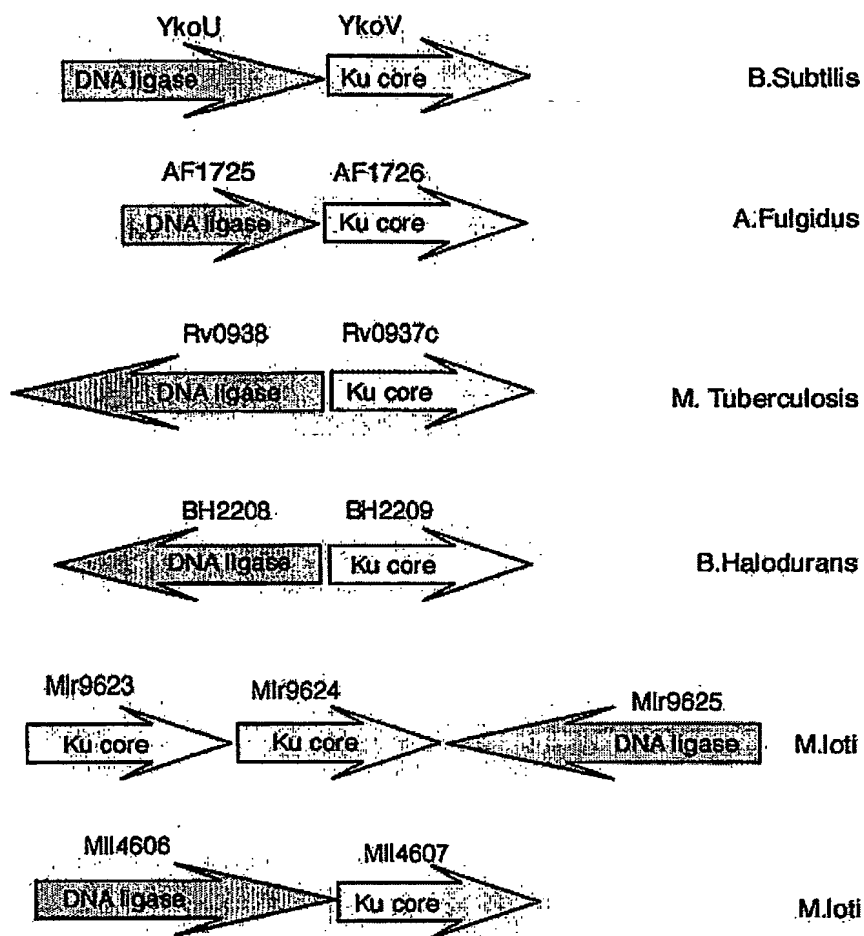 YkoU YkoV
DNA ligase Ku core B.Subtilis
AF1725 AF1726
DNA ligase Ku core A.Fulgidus
Rv0938 Rv0937c
DNA ligase Ku core M. Tuberculosis
BH2208 BH2209
DNA ligase Ku core B.Halodurans
Mlr9623 Mlr9624 Mlr9625
Ku core Ku core DNA ligase M.loti
Mll4606 Mll4607
DNA ligase Ku core M.loti